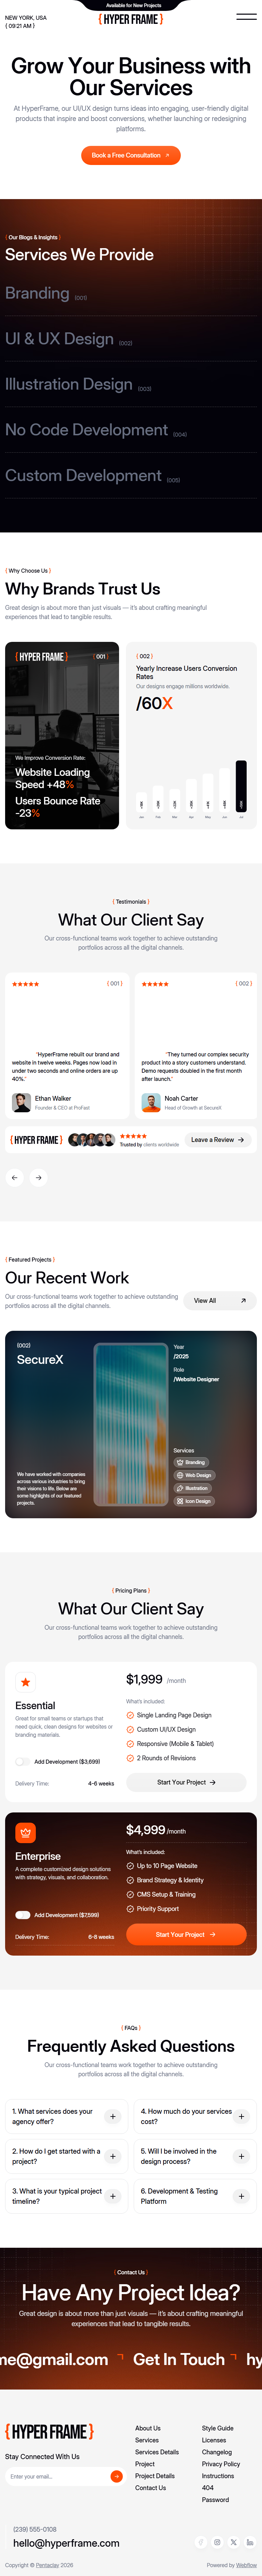 Available for New Projects
NEW YORK, USA
( 09:21 AM )
{ HYPER FRAME }
Grow Your Business with
Our Services
At HyperFrame, our UI/UX design turns ideas into engaging, user-friendly digital
products that inspire and boost conversions, whether launching or redesigning
platforms.
Book a Free Consultation
{ Our Blogs & Insights }
Services We Provide
Branding (001)
UI & UX Design (002)
Illustration Design (003)
No Code Development (004)
Custom Development (005)
{ Why Choose Us }
Why Brands Trust Us
Great design is about more than just visuals — it's about crafting meaningful
experiences that lead to tangible results.
{ HYPER FRAME }
{ 001 }
We Improve Conversion Rate:
Website Loading
Speed +48%
Users Bounce Rate
-23%
{ 002 }
Yearly Increase Users Conversion
Rates
Our designs engage millions worldwide.
/60X
Jan
Feb
Mar
Apr
May
Jun
Jul
{ Testimonials }
What Our Client Say
Our cross-functional teams work together to achieve outstanding
portfolios across all the digital channels.
{ 001 }
"HyperFrame rebuilt our brand and
website in twelve weeks. Pages now load in
under two seconds and online orders are up
40%."
Ethan Walker
Founder & CEO at ProFast
{ 002 }
"They turned our complex security
product into a story customers understand.
Demo requests doubled in the first month
after launch."
Noah Carter
Head of Growth at SecureX
{ HYPER FRAME }
Trusted by clients worldwide
Leave a Review
{ Featured Projects }
Our Recent Work
Our cross-functional teams work together to achieve outstanding
portfolios across all the digital channels.
View All
(002)
SecureX
We have worked with companies
across various industries to bring
their visions to life. Below are
some highlights of our featured
projects.
Year
/2025
Role
/Website Designer
Services
Branding
Web Design
Illustration
Icon Design
{ Pricing Plans }
What Our Client Say
Our cross-functional teams work together to achieve outstanding
portfolios across all the digital channels.
Essential
Great for small teams or startups that
need quick, clean designs for websites or
branding materials.
Add Development ($3,699)
Delivery Time: 4-6 weeks
$1,999 /month
What's included:
Single Landing Page Design
Custom UI/UX Design
Responsive (Mobile & Tablet)
2 Rounds of Revisions
Start Your Project
Enterprise
A complete customized design solutions
with strategy, visuals, and collaboration.
Add Development ($7,599)
Delivery Time: 6-8 weeks
$4,999 /month
What's included:
Up to 10 Page Website
Brand Strategy & Identity
CMS Setup & Training
Priority Support
Start Your Project
{ FAQs }
Frequently Asked Questions
Our cross-functional teams work together to achieve outstanding
portfolios across all the digital channels.
1. What services does your
agency offer?
2. How do I get started with a
project?
3. What is your typical project
timeline?
4. How much do your services
cost?
5. Will I be involved in the
design process?
6. Development & Testing
Platform
{ Contact Us }
Have Any Project Idea?
Great design is about more than just visuals — it's about crafting meaningful
experiences that lead to tangible results.
me@gmail.com Get In Touch hy
{ HYPER FRAME }
Stay Connected With Us
Enter your email...
About Us
Services
Services Details
Project
Project Details
Contact Us
Style Guide
Licenses
Changelog
Privacy Policy
Instructions
404
Password
(239) 555-0108
hello@hyperframe.com
Copyright © Pentaclay 2026
Powered by Webflow